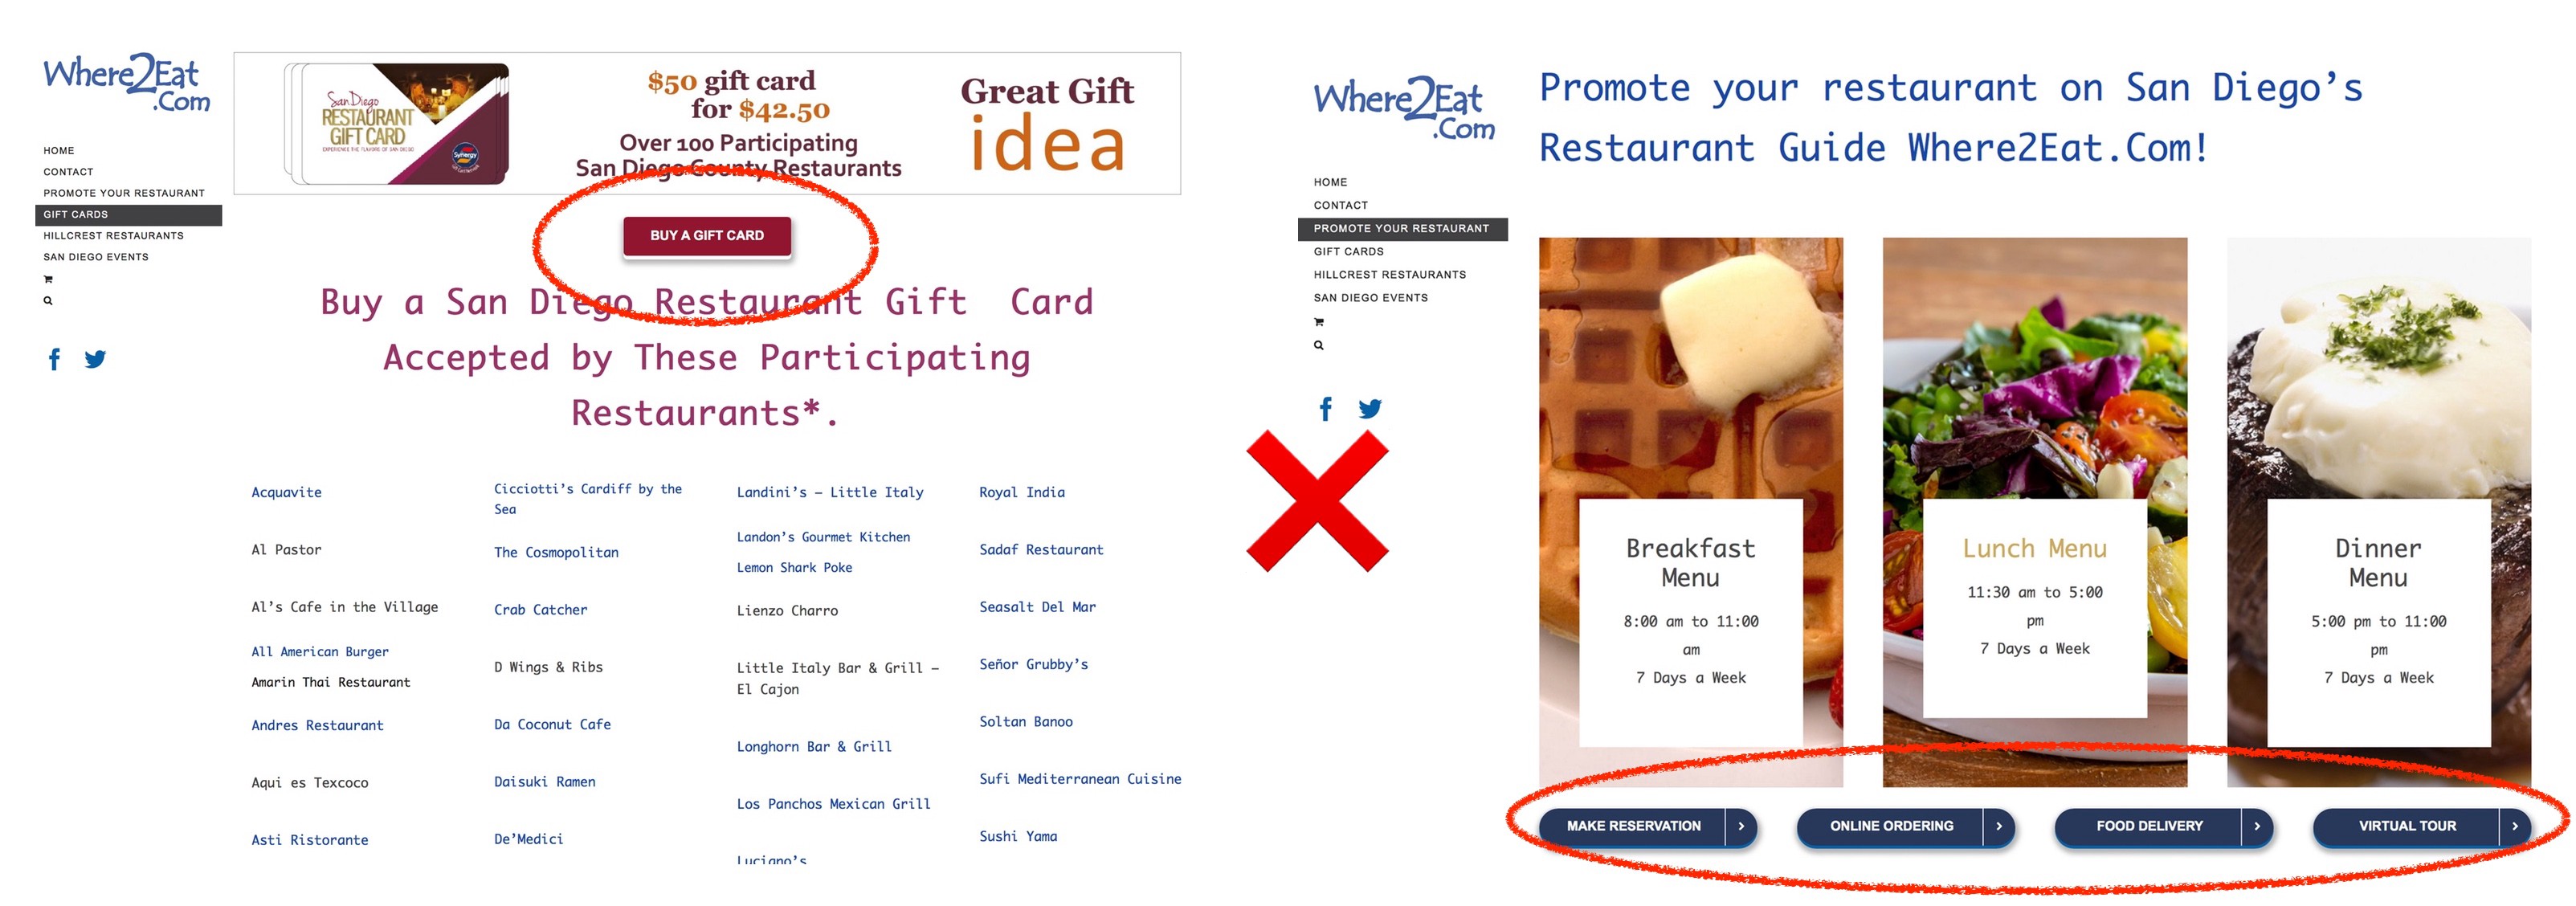 Where2Eat
.Com
HOME
CONTACT
PROMOTE YOUR RESTAURANT
GIFT CARDS
HILLCREST RESTAURANTS
SAN DIEGO EVENTS
San Diego
RESTAURANT
GIFT CARD
EXPERIENCE THE FLAVORS OF SAN DIEGO
Synergy
$50 gift card
for $42.50
Over 100 Participating
San Diego County Restaurants
Great Gift
idea
BUY A GIFT CARD
Buy a San Diego Restaurant Gift Card
Accepted by These Participating
Restaurants*.
Acquavite
Al Pastor
Al's Cafe in the Village
All American Burger
Amarin Thai Restaurant
Andres Restaurant
Aqui es Texcoco
Asti Ristorante
Cicciotti's Cardiff by the
Sea
The Cosmopolitan
Crab Catcher
D Wings & Ribs
Da Coconut Cafe
Daisuki Ramen
De'Medici
Landini's – Little Italy
Landon's Gourmet Kitchen
Lemon Shark Poke
Lienzo Charro
Little Italy Bar & Grill –
El Cajon
Longhorn Bar & Grill
Los Panchos Mexican Grill
Luciano's
Royal India
Sadaf Restaurant
Seasalt Del Mar
Señor Grubby's
Soltan Banoo
Sufi Mediterranean Cuisine
Sushi Yama
Where2Eat
.Com
HOME
CONTACT
PROMOTE YOUR RESTAURANT
GIFT CARDS
HILLCREST RESTAURANTS
SAN DIEGO EVENTS
Promote your restaurant on San Diego's
Restaurant Guide Where2Eat.Com!
Breakfast
Menu
8:00 am to 11:00
am
7 Days a Week
Lunch Menu
11:30 am to 5:00
pm
7 Days a Week
Dinner
Menu
5:00 pm to 11:00
pm
7 Days a Week
MAKE RESERVATION
ONLINE ORDERING
FOOD DELIVERY
VIRTUAL TOUR